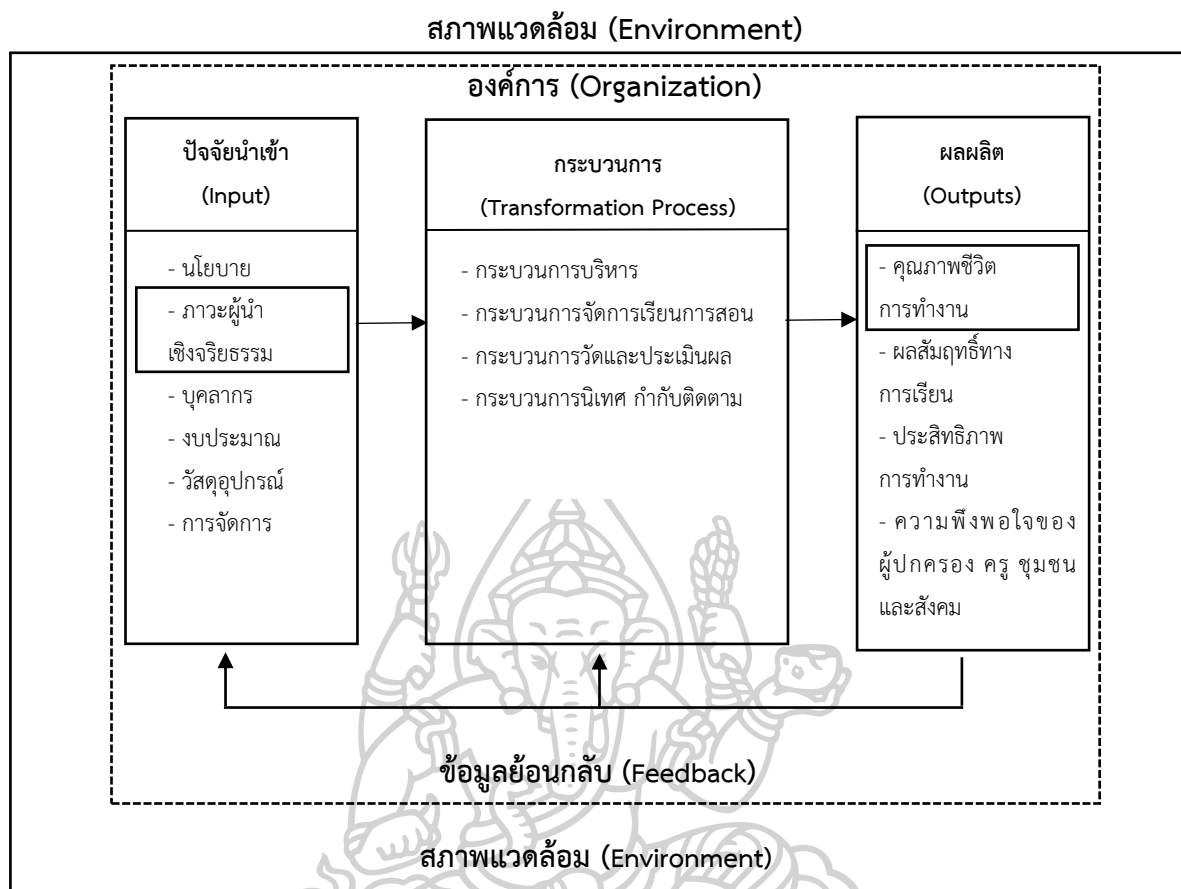 สภาพแวดล้อม (Environment)
องค์การ (Organization)
ปัจจัยนำเข้า
(Input)
- นโยบาย
- ภาวะผู้นำ
เชิงจริยธรรม
- บุคลากร
- งบประมาณ
- วัสดุอุปกรณ์
- การจัดการ
กระบวนการ
(Transformation Process)
- กระบวนการบริหาร
- กระบวนการจัดการเรียนการสอน
- กระบวนการวัดและประเมินผล
- กระบวนการนิเทศ กำกับติดตาม
ผลผลิต
(Outputs)
- คุณภาพชีวิต
การทำงาน
- ผลสัมฤทธิ์ทาง
การเรียน
- ประสิทธิภาพ
การทำงาน
- ความพึงพอใจของ
ผู้ปกครอง ครู ชุมชน
และสังคม
ข้อมูลย้อนกลับ (Feedback)
สภาพแวดล้อม (Environment)